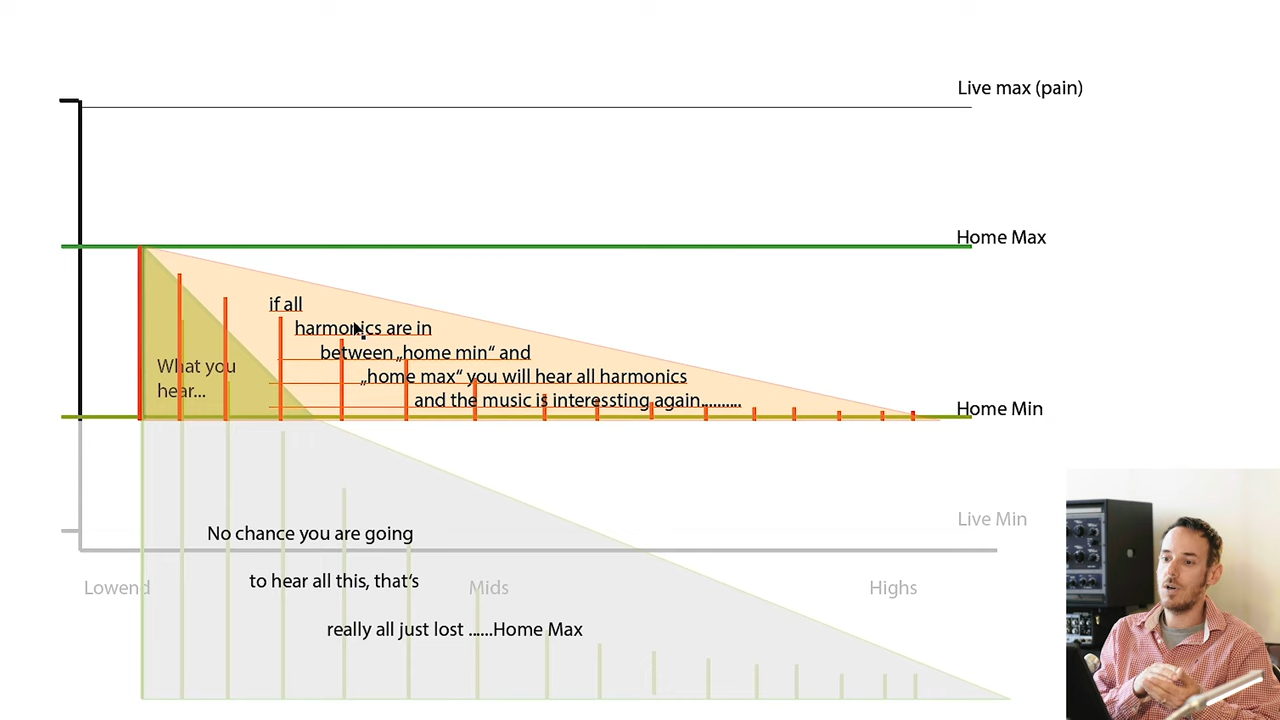 Live max (pain)
Home Max
if all
harmonics are in
between „home min“ and
What you
hear...
„home max“ you will hear all harmonics
and the music is interessting again..........
Home Min
Live Min
No chance you are going
to hear all this, that‘s
really all just lost ......Home Max
Lowend
Mids
Highs